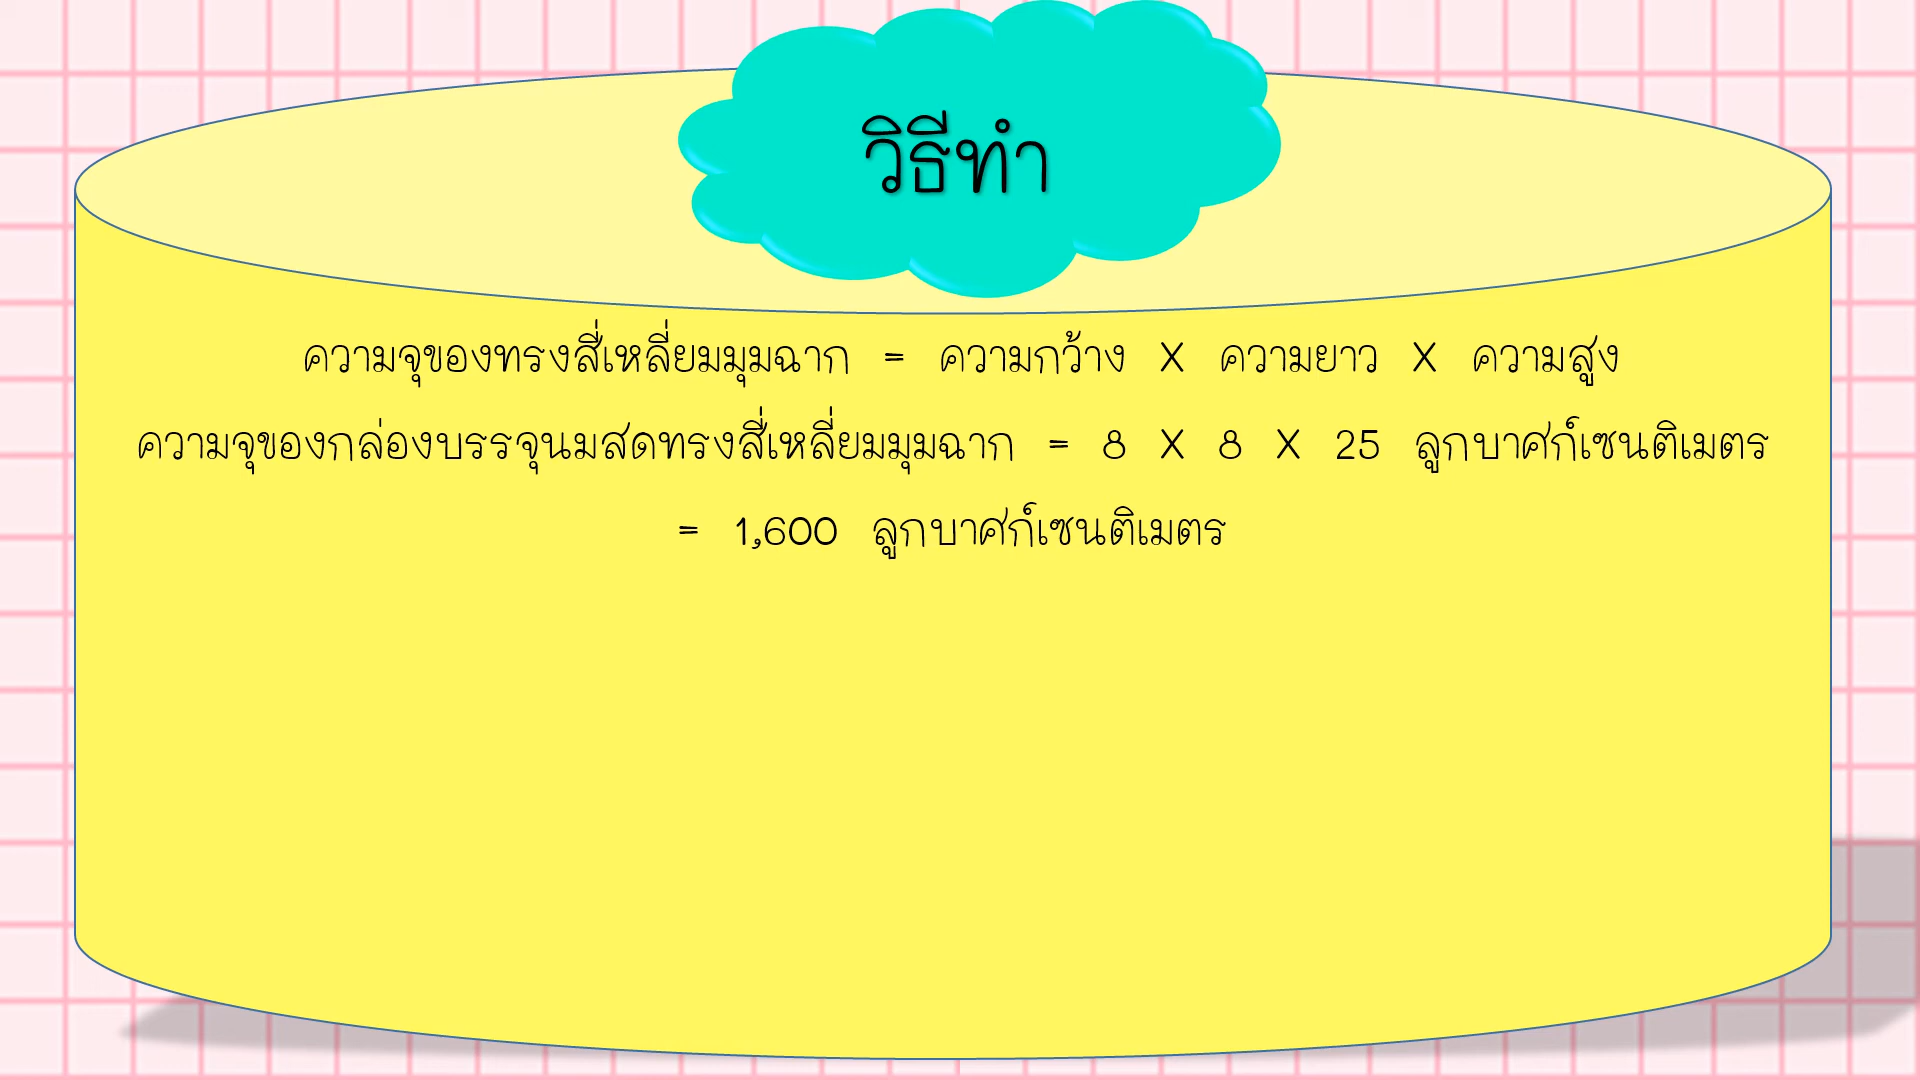 วิธีทำ
ความจุของทรงสี่เหลี่ยมมุมฉาก = ความกว้าง X ความยาว X ความสูง
ความจุของกล่องบรรจุนมสดทรงสี่เหลี่ยมมุมฉาก = 8 X 8 X 25 ลูกบาศก์เซนติเมตร
= 1,600 ลูกบาศก์เซนติเมตร